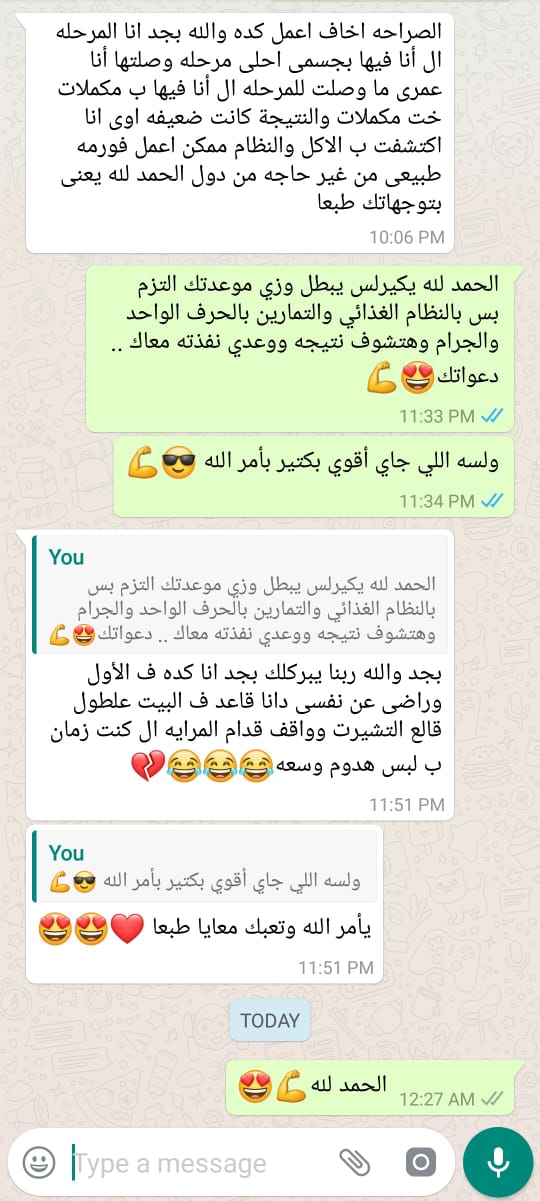 الصراحه اخاف اعمل كده والله بجد انا المرحله
ال أنا فيها بجسمى احلى مرحله وصلتها أنا
عمرى ما وصلت للمرحله ال أنا فيها ب مكملات
خت مكملات والنتيجة كانت ضعيفه اوى انا
اكتشفت ب الاكل والنظام ممكن اعمل فورمه
طبيعى من غير حاجه من دول الحمد لله يعنى
بتوجهاتك طبعا
10:06 PM
الحمد لله يكيرلس يبطل وزي موعدتك التزم
بس بالنظام الغذائي والتمارين بالحرف الواحد
والجرام وهتشوف نتيجه ووعدي نفذته معاك ..
دعواتك😍💪
11:33 PM
ولسه اللي جاي أقوي بكتير بأمر الله 😎💪
11:34 PM
You
الحمد لله يكيرلس يبطل وزي موعدتك التزم بس
بالنظام الغذائي والتمارين بالحرف الواحد والجرام
وهتشوف نتيجه ووعدي نفذته معاك .. دعواتك😍💪
بجد والله ربنا يبركلك بجد انا كده ف الأول
وراضى عن نفسى دانا قاعد ف البيت علطول
قالع التشيرت وواقف قدام المرايه ال كنت زمان
ب لبس هدوم وسعه😂😂😂💔
11:51 PM
You
ولسه اللي جاي أقوي بكتير بأمر الله 😎💪
يأمر الله وتعبك معايا طبعا ❤️😍😍
11:51 PM
TODAY
الحمد لله 💪😍
12:27 AM
Type a message